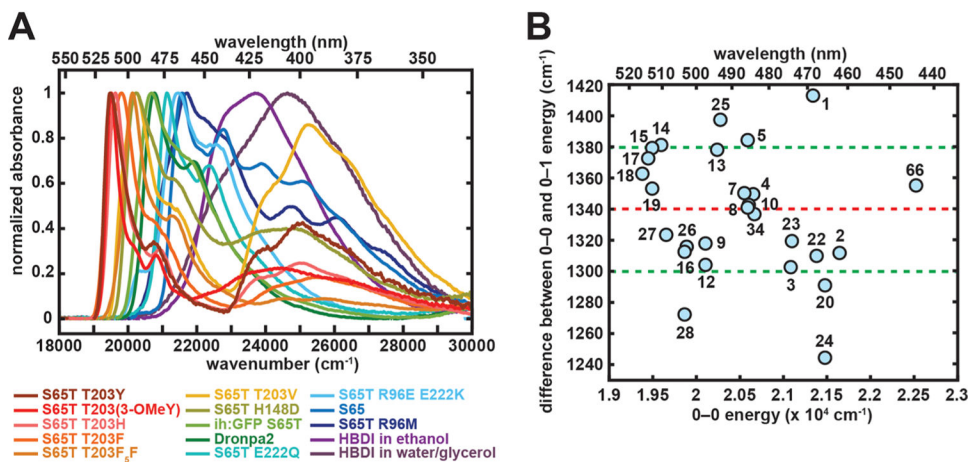 A
wavelength (nm)
550 525 500 475 450 425 400 375 350
normalized absorbance
1
0.8
0.6
0.4
0.2
0
18000 20000 22000 24000 26000 28000 30000
wavenumber (cm⁻¹)
S65T T203Y
S65T T203(3-OMeY)
S65T T203H
S65T T203F
S65T T203F₅F
S65T T203V
S65T H148D
ih:GFP S65T
Dronpa2
S65T E222Q
S65T R96E E222K
S65
S65T R96M
HBDI in ethanol
HBDI in water/glycerol
B
wavelength (nm)
520 510 500 490 480 470 460 450 440
difference between 0–0 and 0–1 energy (cm⁻¹)
1420
1400
1380
1360
1340
1320
1300
1280
1260
1240
25 1
15 14 5
17 13
18 66
19 7 4
8 10
34
27 26 9 23 22 2
16 12 3
20
28
24
1.9 1.95 2 2.05 2.1 2.15 2.2 2.25 2.3
0–0 energy (x 10⁴ cm⁻¹)